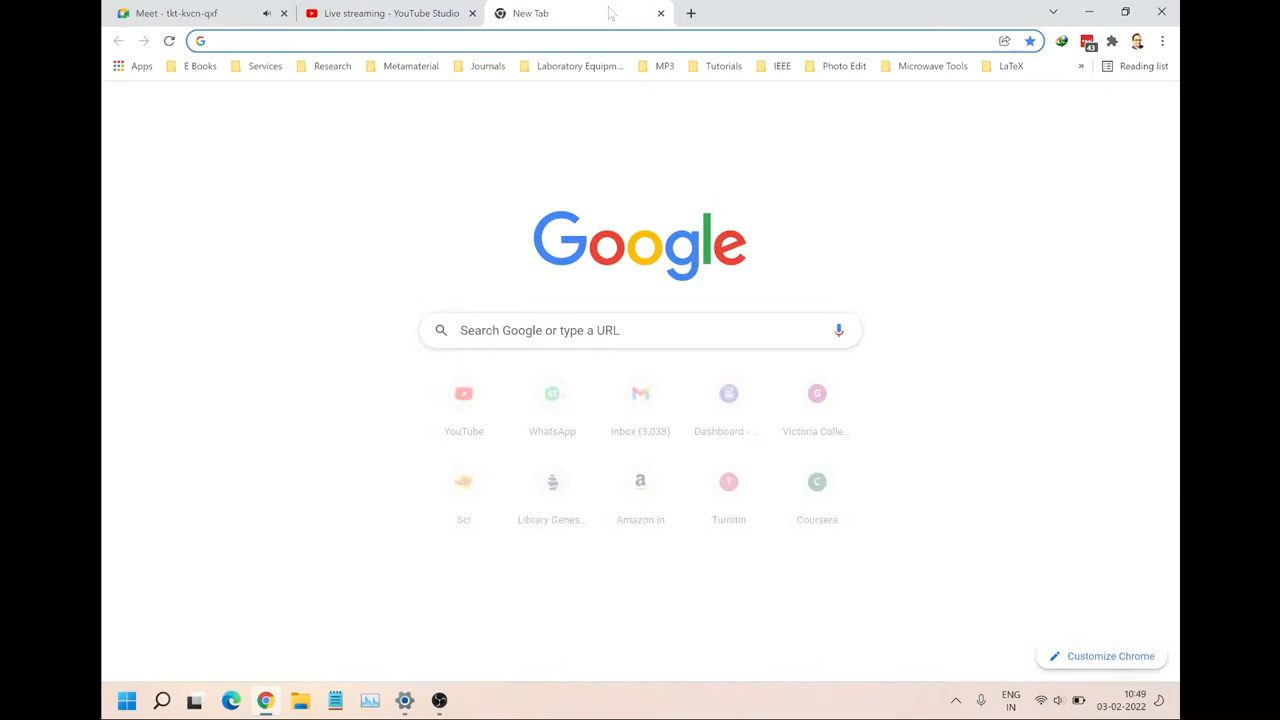 Meet - tkt-kvcn-qxf
Live streaming - YouTube Studio
New Tab
Apps
E Books
Services
Research
Metamaterial
Journals
Laboratory Equipm...
MP3
Tutorials
IEEE
Photo Edit
Microwave Tools
LaTeX
»
Reading list
Google
Search Google or type a URL
YouTube
WhatsApp
Inbox (3,038)
Dashboard - ...
Victoria Colle...
Sci
Library Genes...
Amazon.in
Turnitin
Coursera
Customize Chrome
ENG
IN
10:49
03-02-2022